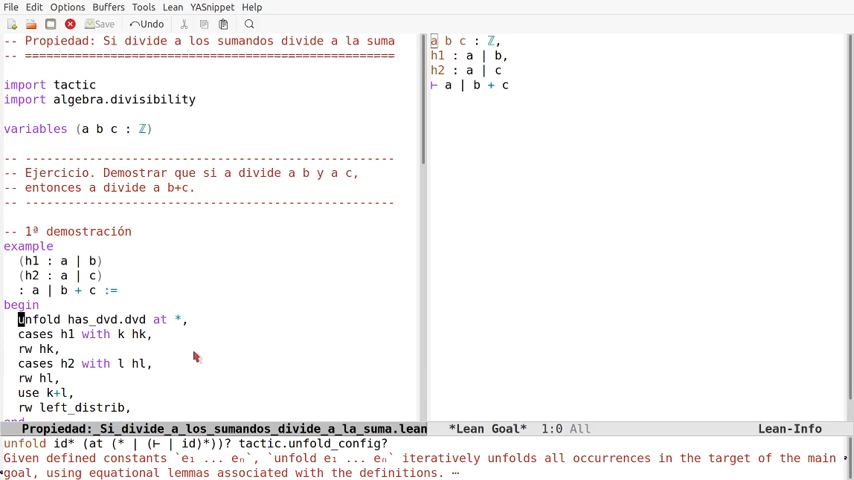 File Edit Options Buffers Tools Lean YASnippet Help
Save Undo
-- Propiedad: Si divide a los sumandos divide a la suma
-- =====================================================
import tactic
import algebra.divisibility
variables (a b c : ℤ)
-- -----------------------------------------------------
-- Ejercicio. Demostrar que si a divide a b y a c,
-- entonces a divide a b+c.
-- -----------------------------------------------------
-- 1ª demostración
example
(h1 : a | b)
(h2 : a | c)
: a | b + c :=
begin
unfold has_dvd.dvd at *,
cases h1 with k hk,
rw hk,
cases h2 with l hl,
rw hl,
use k+l,
rw left_distrib,
end
a b c : ℤ,
h1 : a | b,
h2 : a | c
⊢ a | b + c
Propiedad:_Si_divide_a_los_sumandos_divide_a_la_suma.lean
*Lean Goal* 1:0 All Lean-Info
unfold id* (at (* | (⊢ | id)*))? tactic.unfold_config?
Given defined constants `e₁ ... eₙ`, `unfold e₁ ... eₙ` iteratively unfolds all occurrences in the target of the main
goal, using equational lemmas associated with the definitions. ⋯